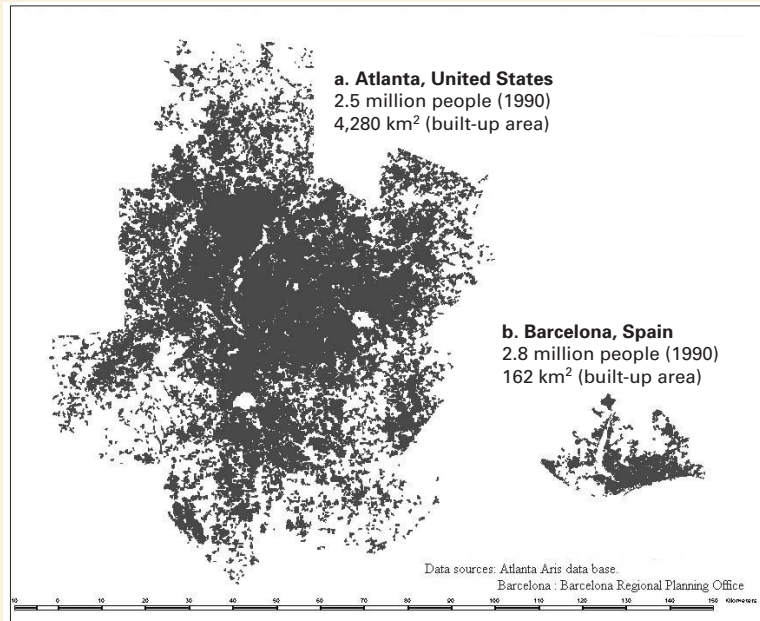 a. Atlanta, United States
2.5 million people (1990)
4,280 km² (built-up area)
b. Barcelona, Spain
2.8 million people (1990)
162 km² (built-up area)
Data sources: Atlanta Aris data base.
Barcelona : Barcelona Regional Planning Office
10 0 10 20 30 40 50 60 70 80 90 100 110 120 130 140 150 Kilometers